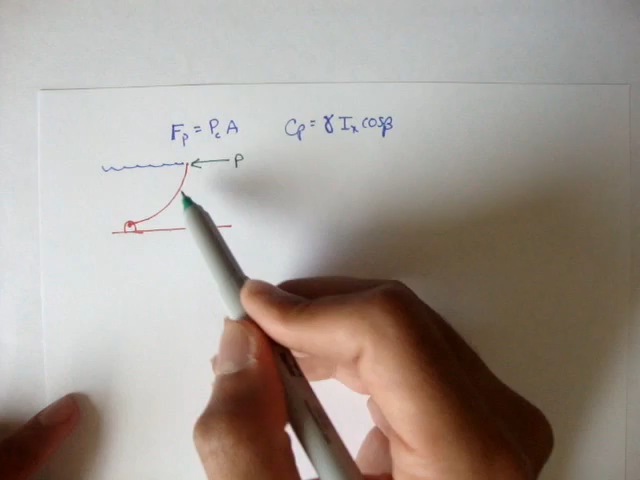 Fp = Pc A Cp = γ Ix cosβ
P